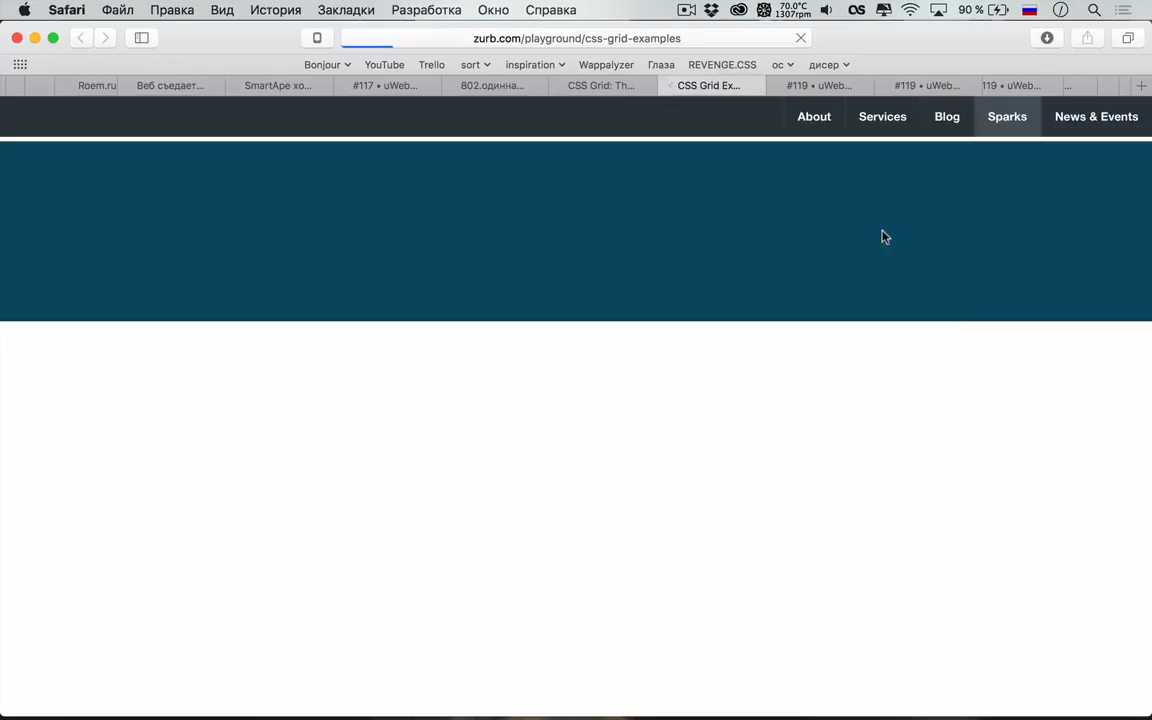 Safari Файл Правка Вид История Закладки Разработка Окно Справка 70.0°C 1307rpm 90 %
zurb.com/playground/css-grid-examples
Bonjour YouTube Trello sort inspiration Wappalyzer Глаза REVENGE.CSS ос дисер
Roem.ru Веб съедает... SmartApe хо... #117 • uWeb... 802.одинна... CSS Grid: Th... CSS Grid Ex... #119 • uWeb... #119 • uWeb... 119 • uWeb... ...
About Services Blog Sparks News & Events